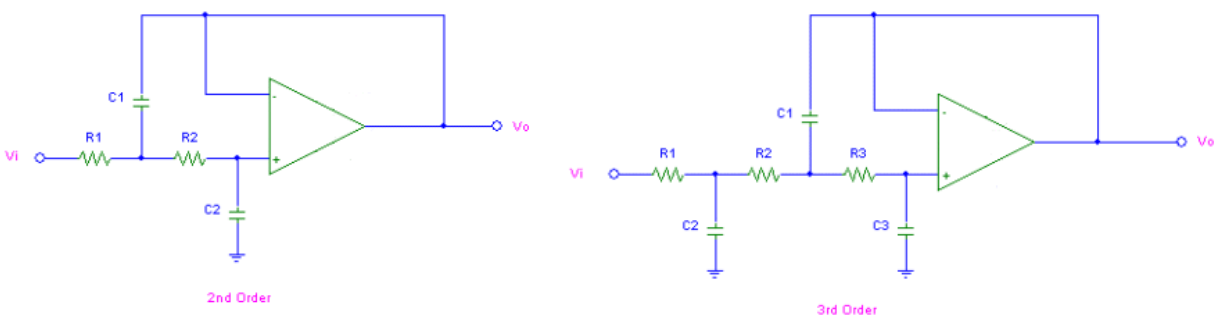 C1
-
R1
R2
Vi
+
Vo
C2
2nd Order
C1
-
R1
R2
R3
Vi
+
Vo
C2
C3
3rd Order